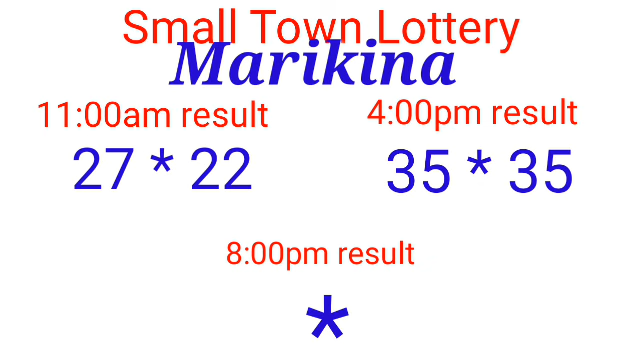 Small Town Lottery
Marikina
11:00am result
27 * 22
4:00pm result
35 * 35
8:00pm result
*